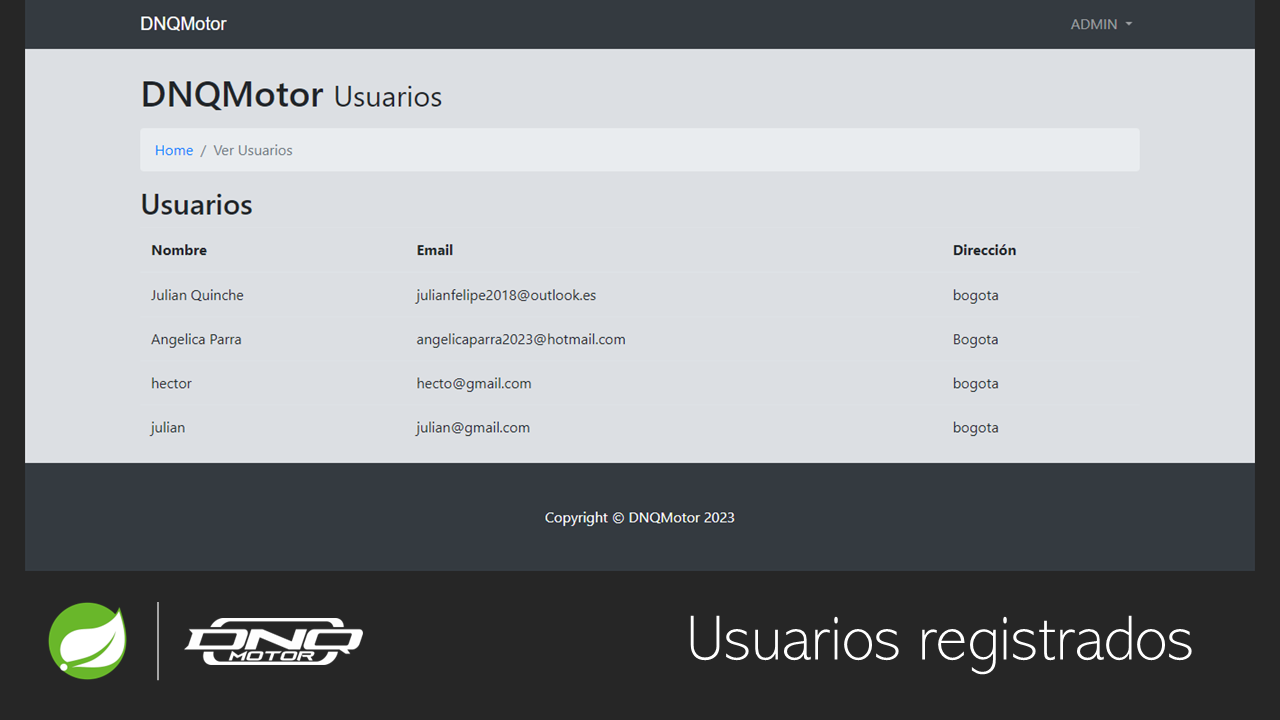 DNQMotor ADMIN
DNQMotor Usuarios
Home / Ver Usuarios
Usuarios
Nombre Email Dirección
Julian Quinche julianfelipe2018@outlook.es bogota
Angelica Parra angelicaparra2023@hotmail.com Bogota
hector hecto@gmail.com bogota
julian julian@gmail.com bogota
Copyright © DNQMotor 2023
DNQ
MOTOR
Usuarios registrados